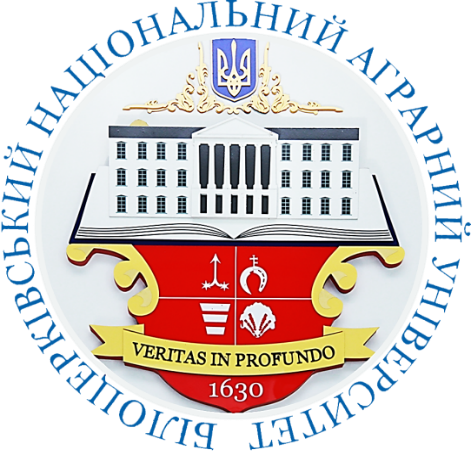 БІЛОЦЕРКІВСЬКИЙ НАЦІОНАЛЬНИЙ АГРАРНИЙ УНІВЕРСИТЕТ
VERITAS IN PROFUNDO
1630